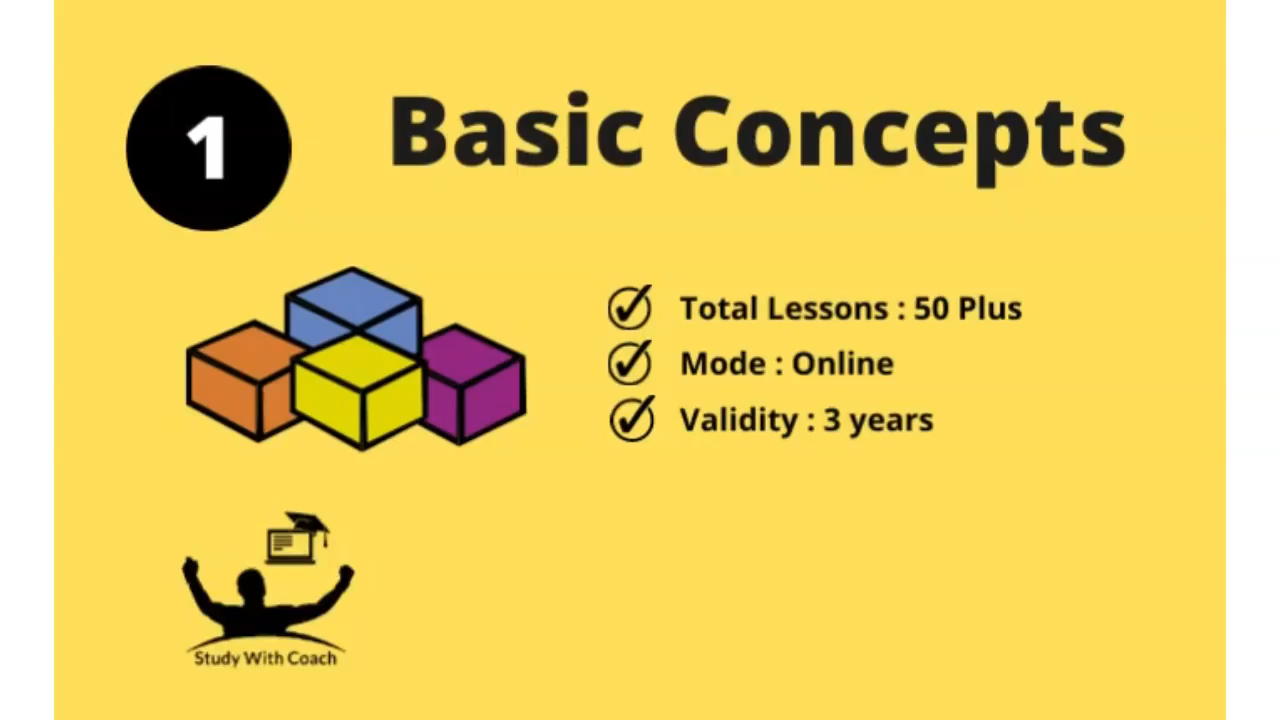 1
Basic Concepts
Total Lessons : 50 Plus
Mode : Online
Validity : 3 years
Study With Coach